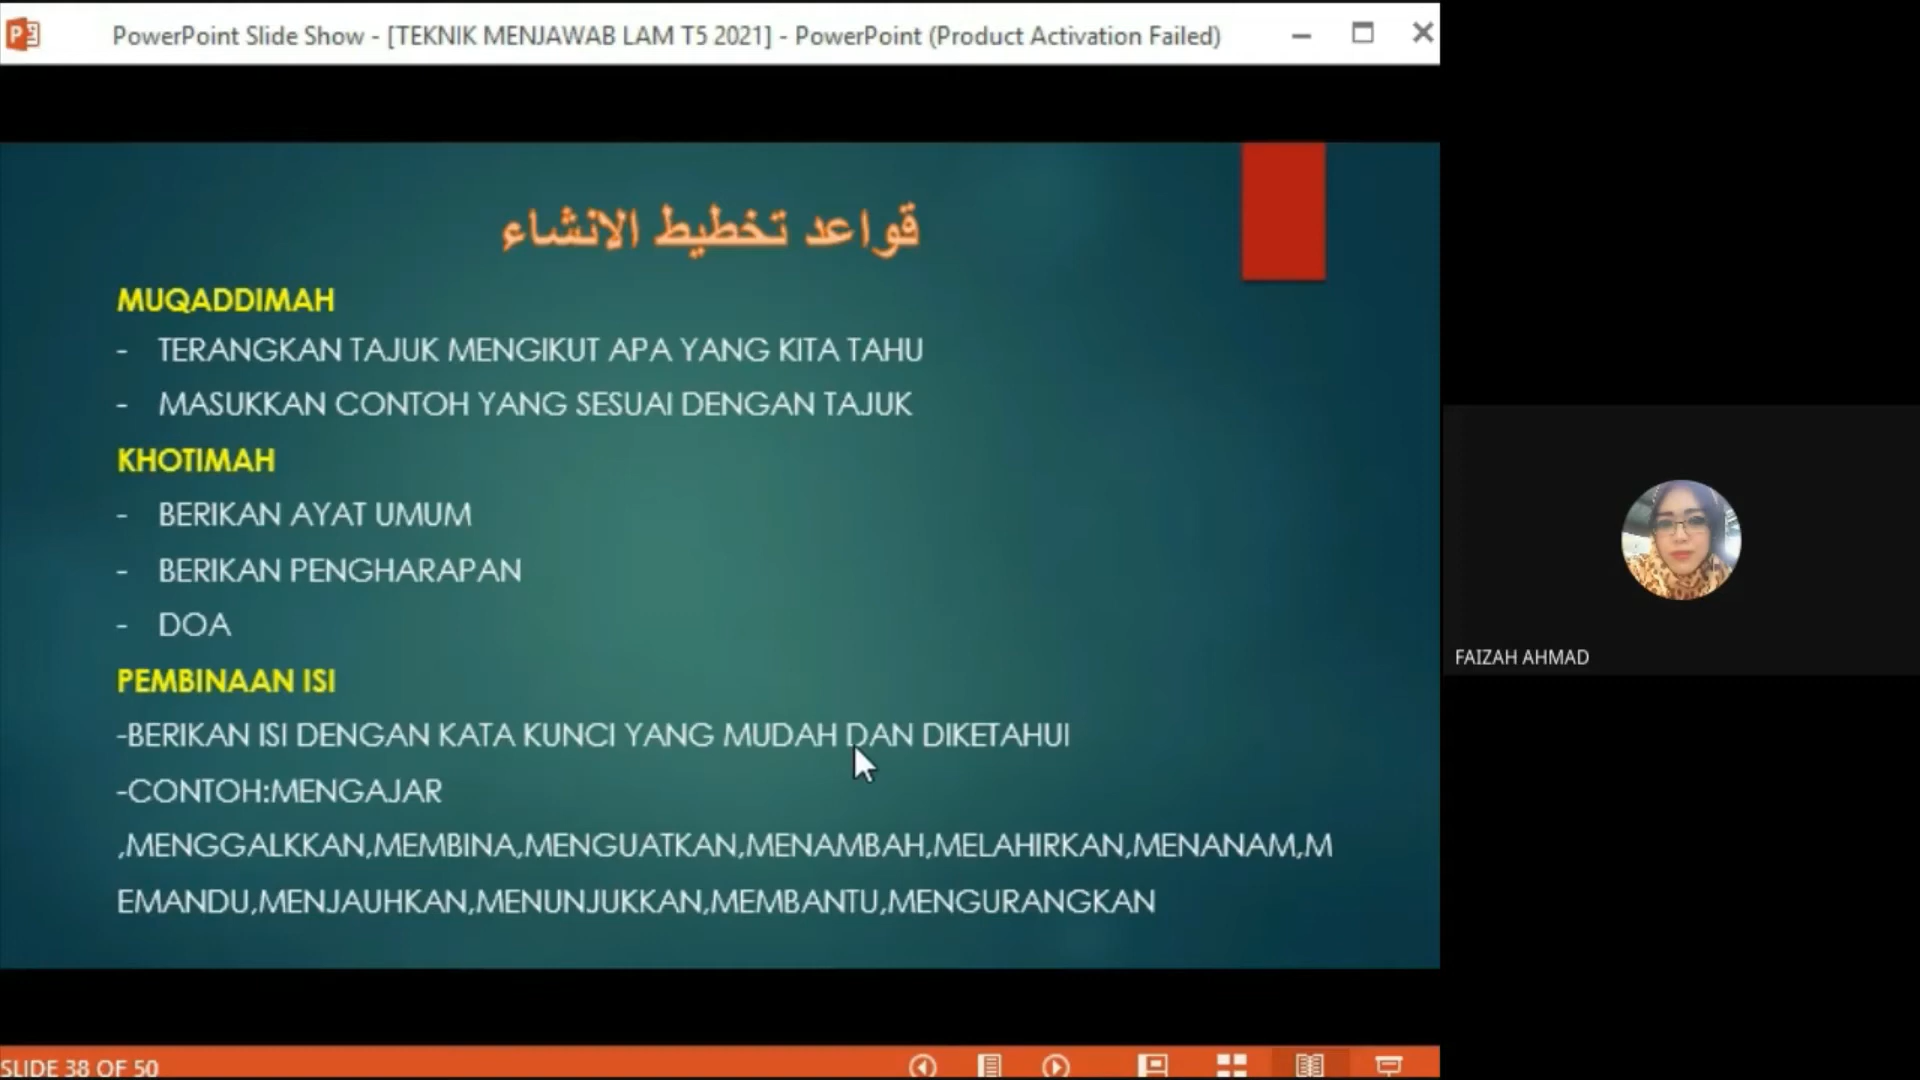 PowerPoint Slide Show - [TEKNIK MENJAWAB LAM T5 2021] - PowerPoint (Product Activation Failed)
قواعد تخطيط الانشاء
MUQADDIMAH
- TERANGKAN TAJUK MENGIKUT APA YANG KITA TAHU
- MASUKKAN CONTOH YANG SESUAI DENGAN TAJUK
KHOTIMAH
- BERIKAN AYAT UMUM
- BERIKAN PENGHARAPAN
- DOA
PEMBINAAN ISI
-BERIKAN ISI DENGAN KATA KUNCI YANG MUDAH DAN DIKETAHUI
-CONTOH:MENGAJAR
,MENGGALKKAN,MEMBINA,MENGUATKAN,MENAMBAH,MELAHIRKAN,MENANAM,M
EMANDU,MENJAUHKAN,MENUNJUKKAN,MEMBANTU,MENGURANGKAN
FAIZAH AHMAD
SLIDE 38 OF 50